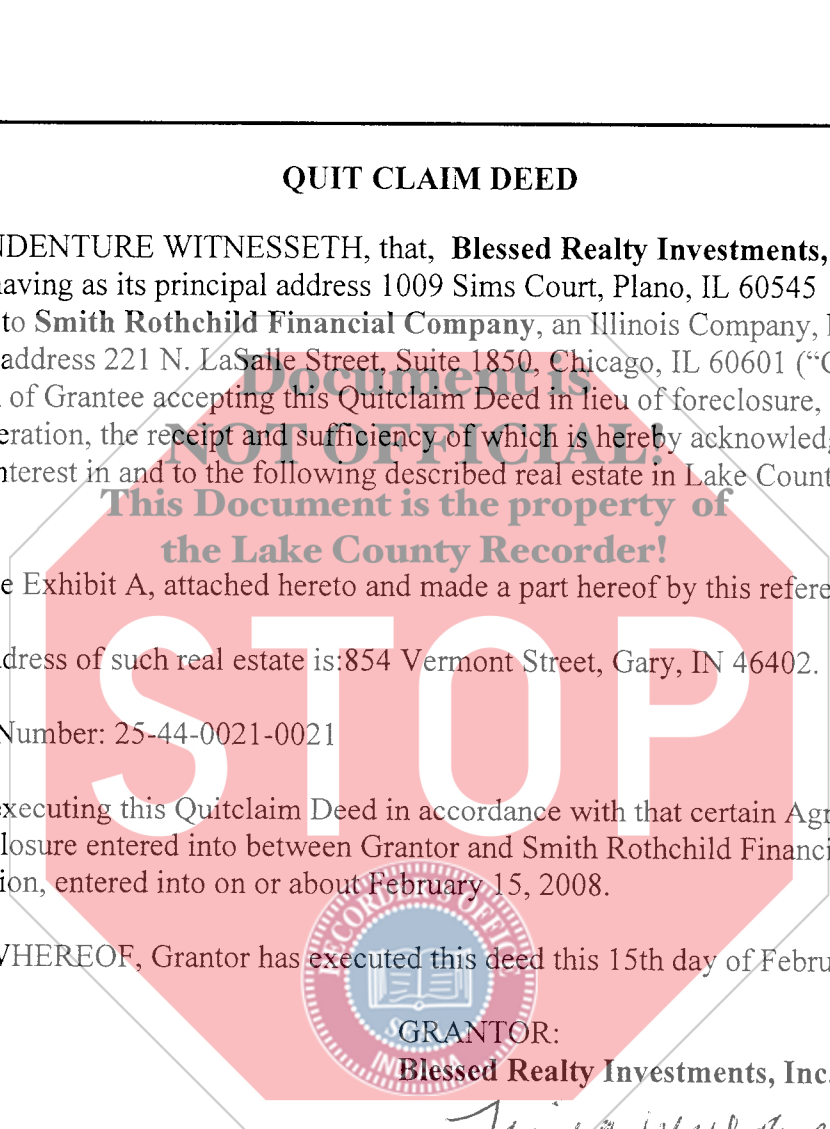 QUIT CLAIM DEED
NDENTURE WITNESSETH, that, Blessed Realty Investments,
aving as its principal address 1009 Sims Court, Plano, IL 60545
to Smith Rothchild Financial Company, an Illinois Company,
address 221 N. LaSalle Street, Suite 1850, Chicago, IL 60601 (“G
of Grantee accepting this Quitclaim Deed in lieu of foreclosure,
eration, the receipt and sufficiency of which is hereby acknowledg
nterest in and to the following described real estate in Lake Count
Document is
NOT OFFICIAL!
This Document is the property of
the Lake County Recorder!
e Exhibit A, attached hereto and made a part hereof by this refere
dress of such real estate is:854 Vermont Street, Gary, IN 46402.
Number: 25-44-0021-0021
STOP
xecuting this Quitclaim Deed in accordance with that certain Agr
losure entered into between Grantor and Smith Rothchild Financi
ion, entered into on or about February 15, 2008.
WHEREOF, Grantor has executed this deed this 15th day of Febru
RECORDER'S OFFICE
SEAL
INDIANA
GRANTOR:
Blessed Realty Investments, Inc.